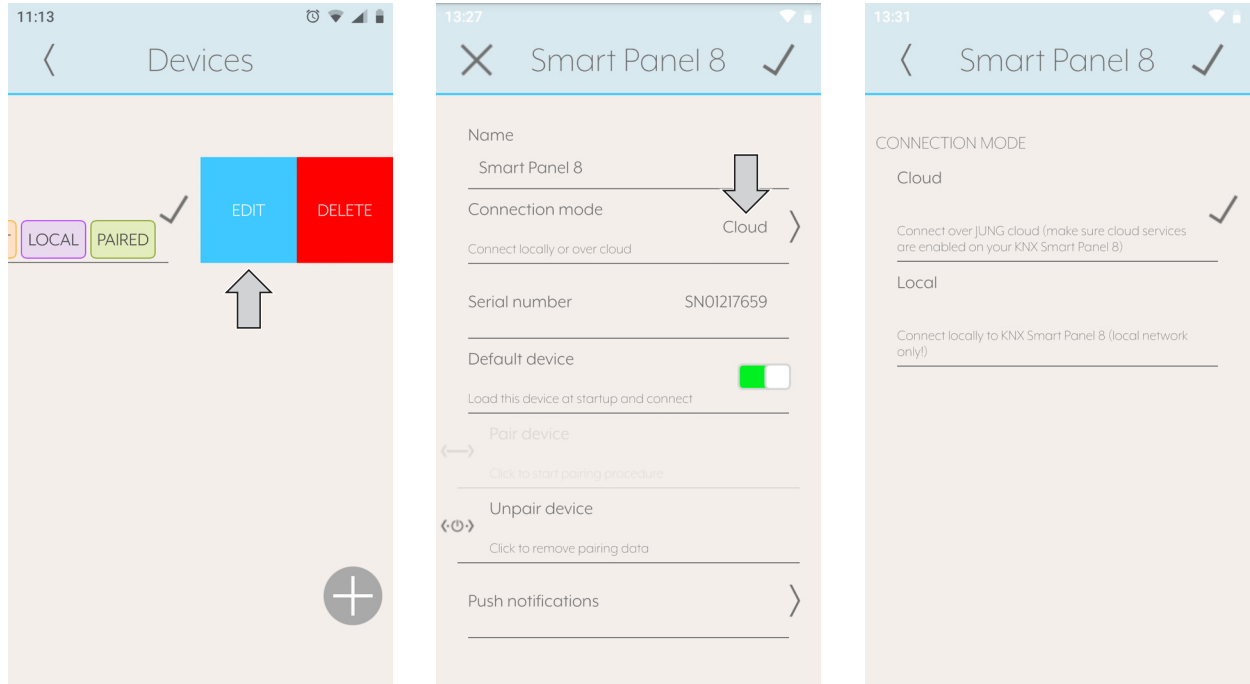 11:13
Devices
EDIT
DELETE
LOCAL
PAIRED
13:27
Smart Panel 8
Name
Smart Panel 8
Connection mode
Cloud
Connect locally or over cloud
Serial number
SN01217659
Default device
Load this device at startup and connect
Pair device
Click to start pairing procedure
Unpair device
Click to remove pairing data
Push notifications
13:31
Smart Panel 8
CONNECTION MODE
Cloud
Connect over JUNG cloud (make sure cloud services
are enabled on your KNX Smart Panel 8)
Local
Connect locally to KNX Smart Panel 8 (local network
only!)